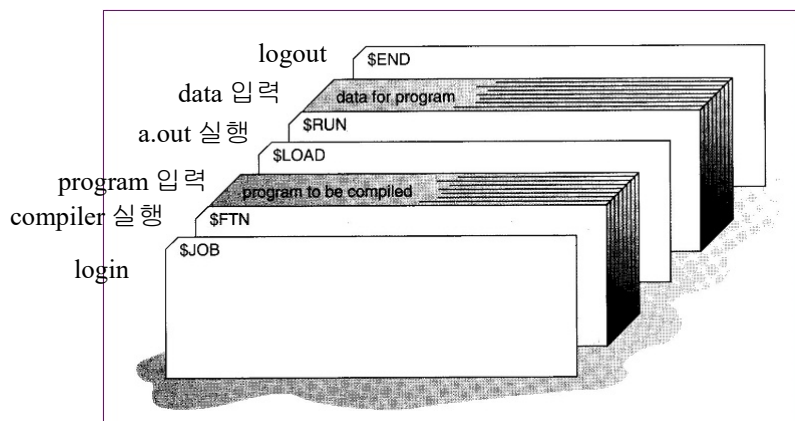 logout
$END
data 입력
data for program
$RUN
a.out 실행
$LOAD
program 입력
program to be compiled
compiler 실행
$FTN
login
$JOB